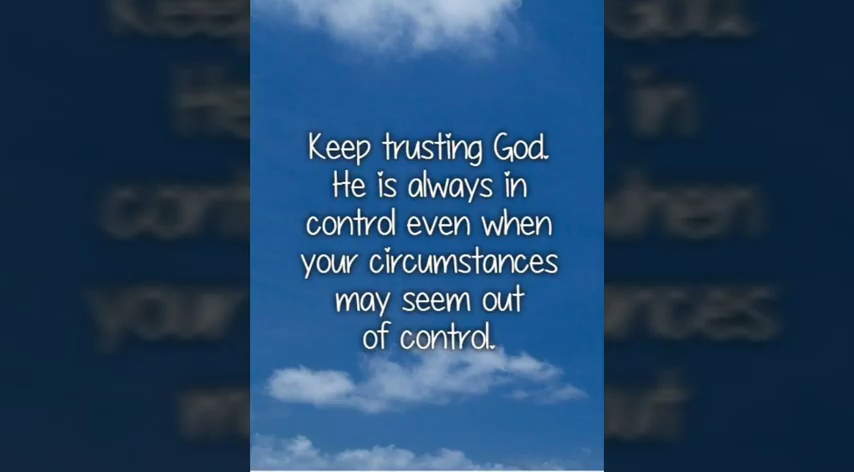 Keep trusting God.
He is always in
control even when
your circumstances
may seem out
of control.